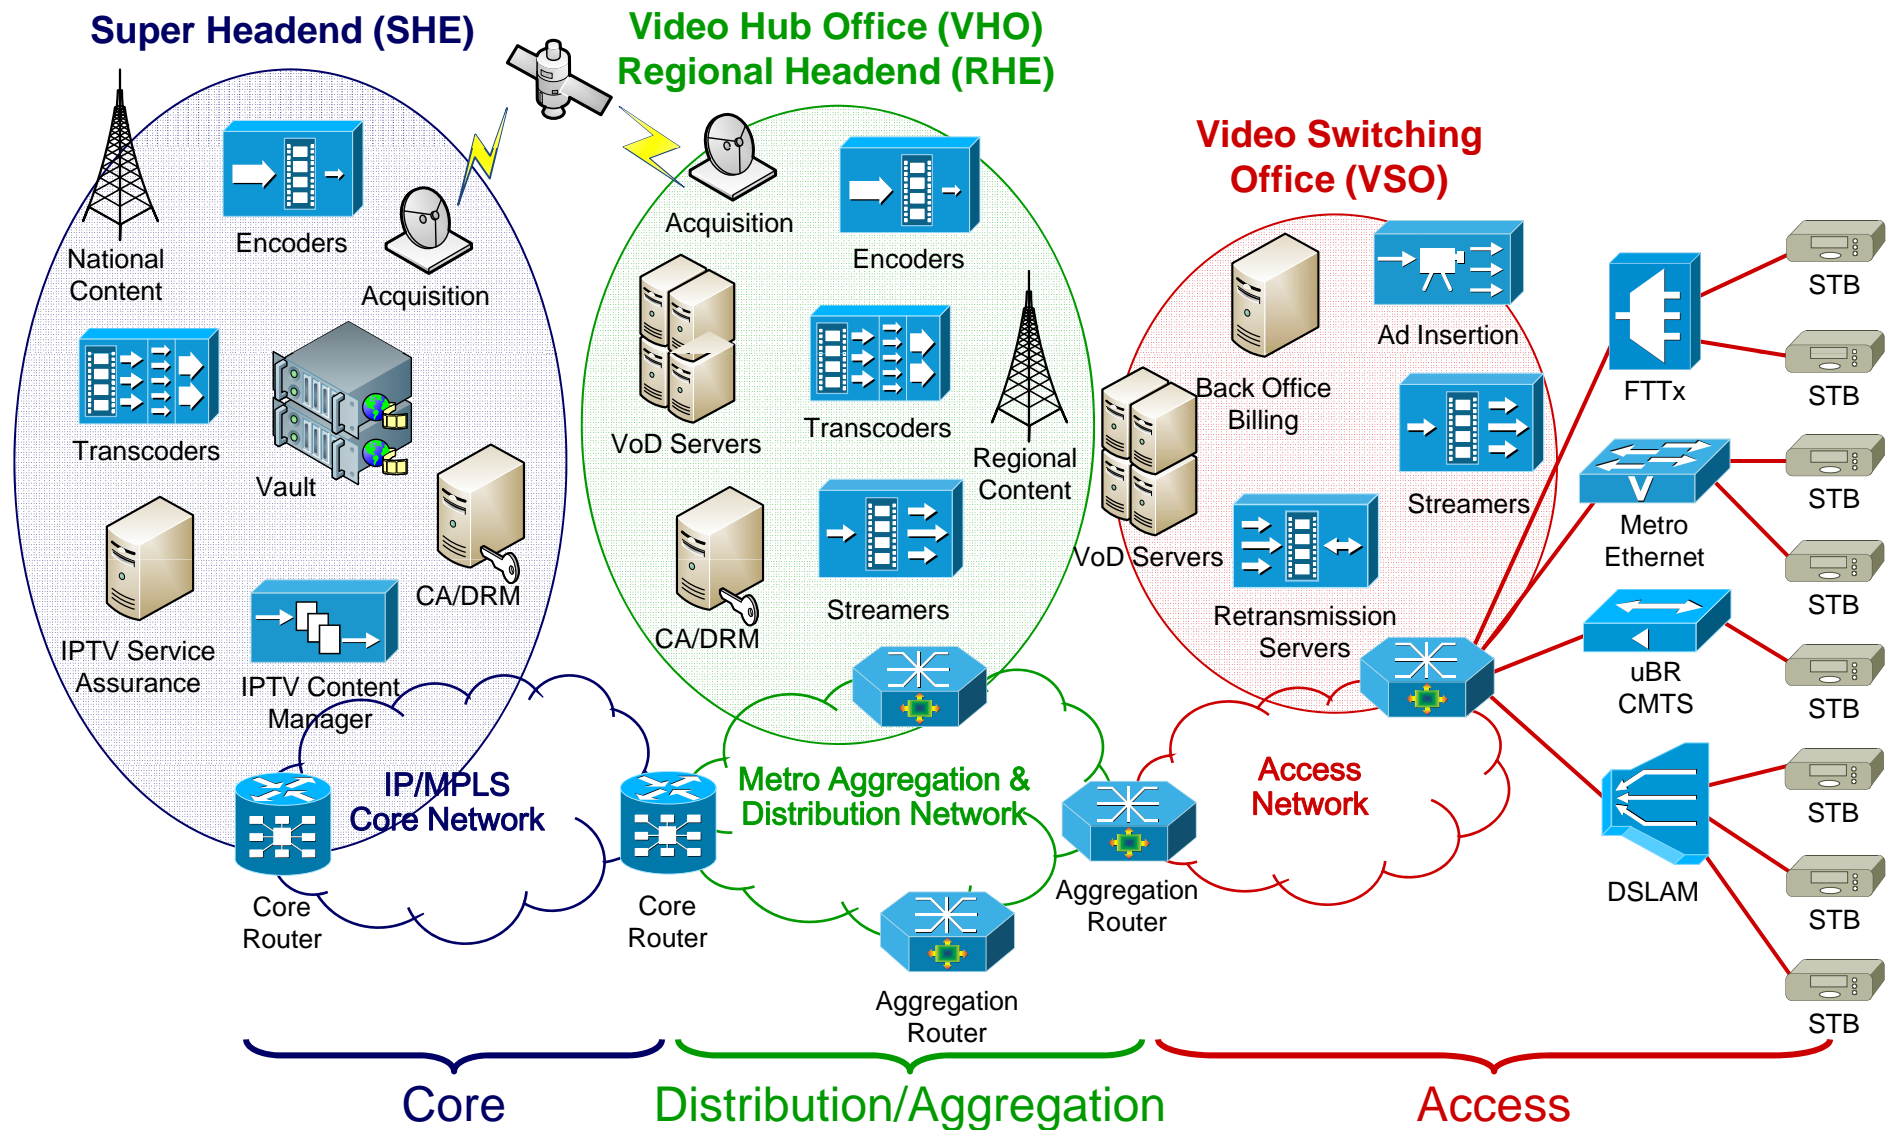 Super Headend (SHE)
National
Content
Encoders
Acquisition
Transcoders
Vault
CA/DRM
IPTV Service
Assurance
IPTV Content
Manager
IP/MPLS
Core Network
Core
Router
Core
Router
Core
Video Hub Office (VHO)
Regional Headend (RHE)
Acquisition
Encoders
VoD Servers
Transcoders
Regional
Content
CA/DRM
Streamers
Metro Aggregation &
Distribution Network
Aggregation
Router
Aggregation
Router
Distribution/Aggregation
Video Switching
Office (VSO)
Back Office
Billing
Ad Insertion
VoD Servers
Streamers
Retransmission
Servers
Access
Network
FTTx
Metro
Ethernet
V
uBR
CMTS
DSLAM
STB
STB
STB
STB
STB
STB
STB
STB
Access